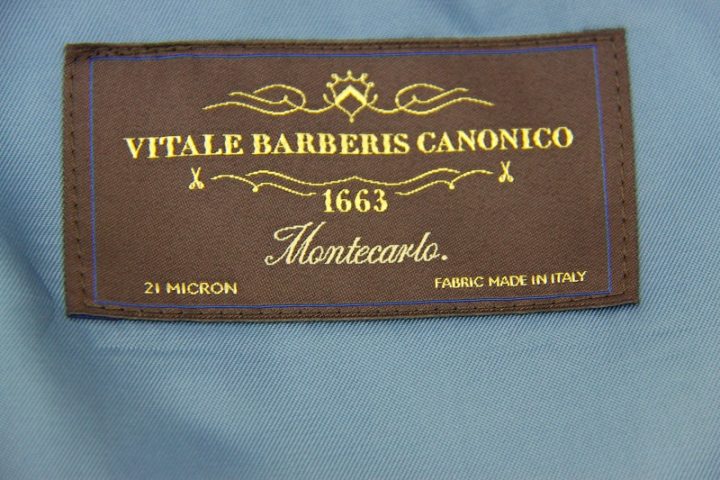 VITALE BARBERIS CANONICO
1663
Montecarlo.
21 MICRON
FABRIC MADE IN ITALY